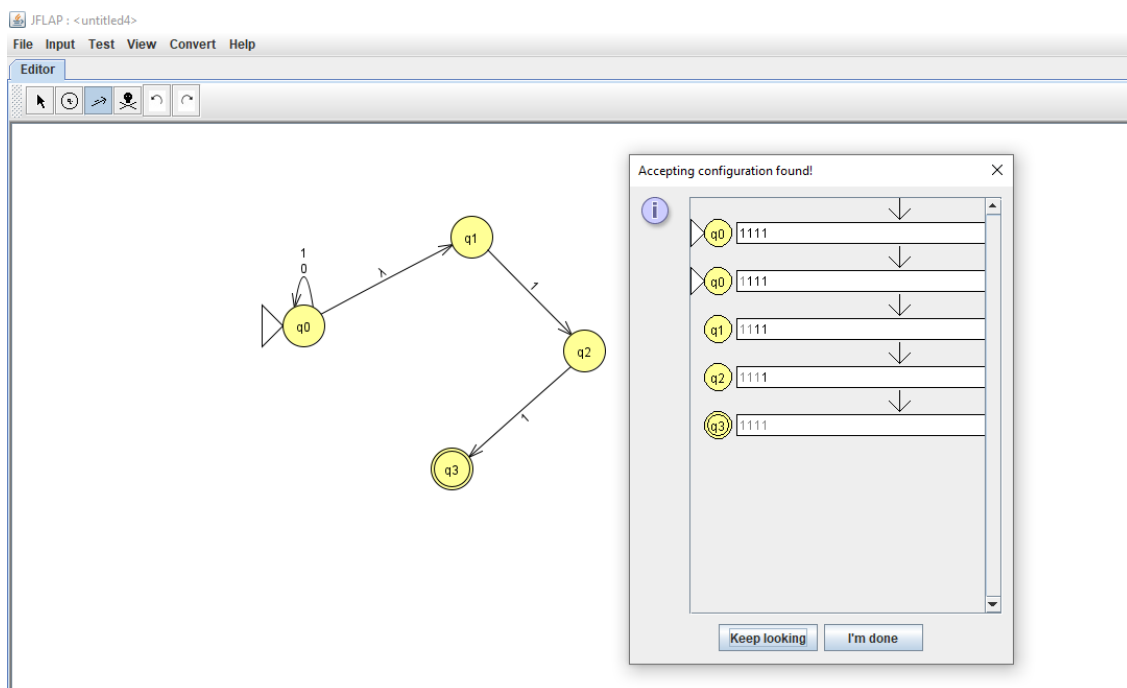 JFLAP : <untitled4>
File Input Test View Convert Help
Editor
q0
1
0
λ
q1
1
q2
1
q3
Accepting configuration found!
q0 1111
q0 1111
q1 1111
q2 1111
q3 1111
Keep looking I'm done